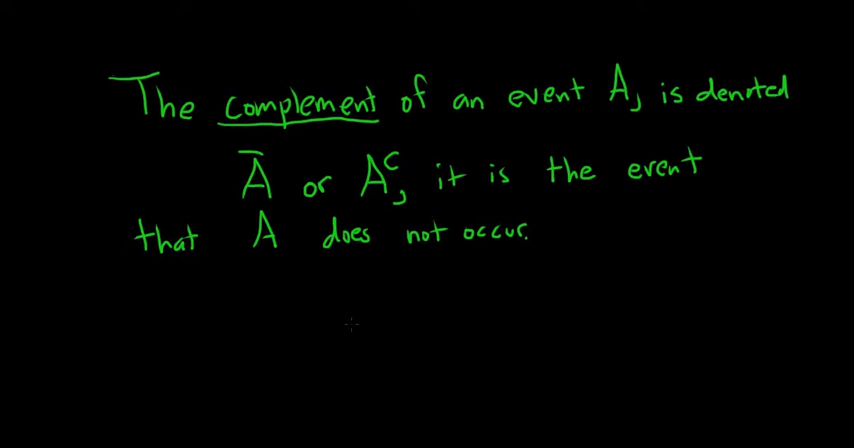 The complement of an event A, is denoted
Ā or Aᶜ, it is the event
that A does not occur.